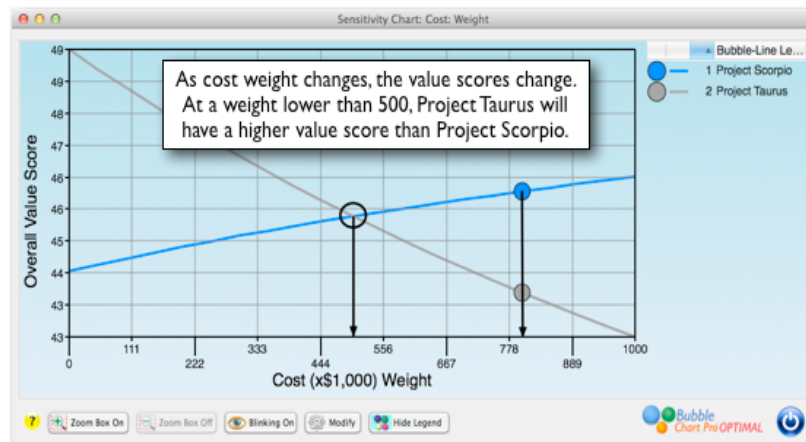 Sensitivity Chart: Cost: Weight
49
49
48
47
46
46
45
44
43
43
Overall Value Score
As cost weight changes, the value scores change.
At a weight lower than 500, Project Taurus will
have a higher value score than Project Scorpio.
Bubble-Line Le...
1 Project Scorpio
2 Project Taurus
111 333 556 778 1000
0 222 444 667 889
Cost (x$1,000) Weight
? Zoom Box On Zoom Box Off Blinking On Modify Hide Legend
Bubble
Chart Pro OPTIMAL